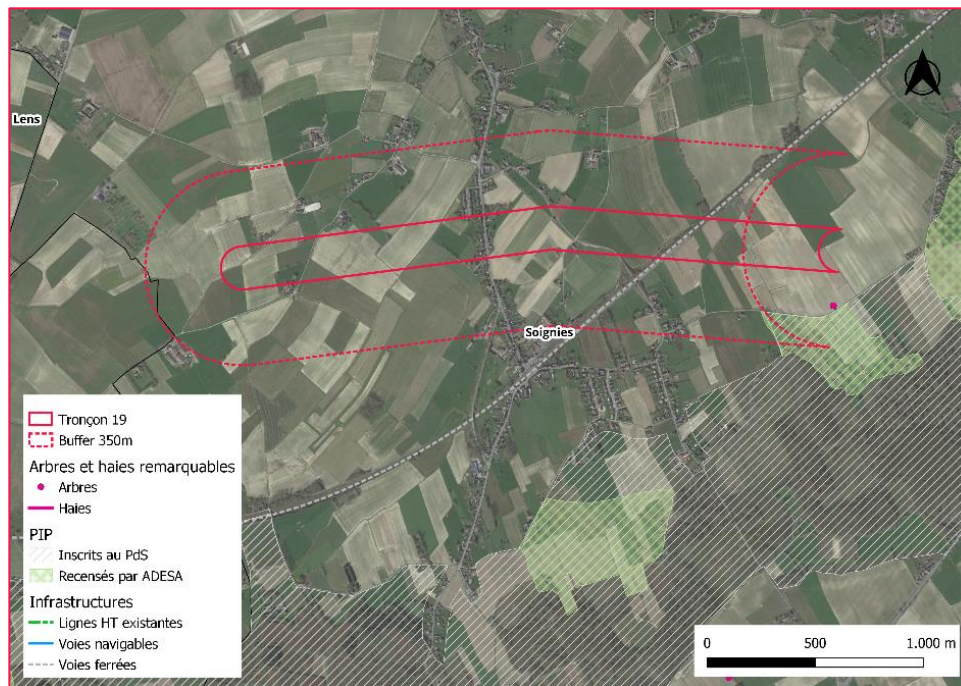 Lens
Soignies
Tronçon 19
Buffer 350m
Arbres et haies remarquables
Arbres
Haies
PIP
Inscrits au PdS
Recensés par ADESA
Infrastructures
Lignes HT existantes
Voies navigables
Voies ferrées
0 500 1.000 m